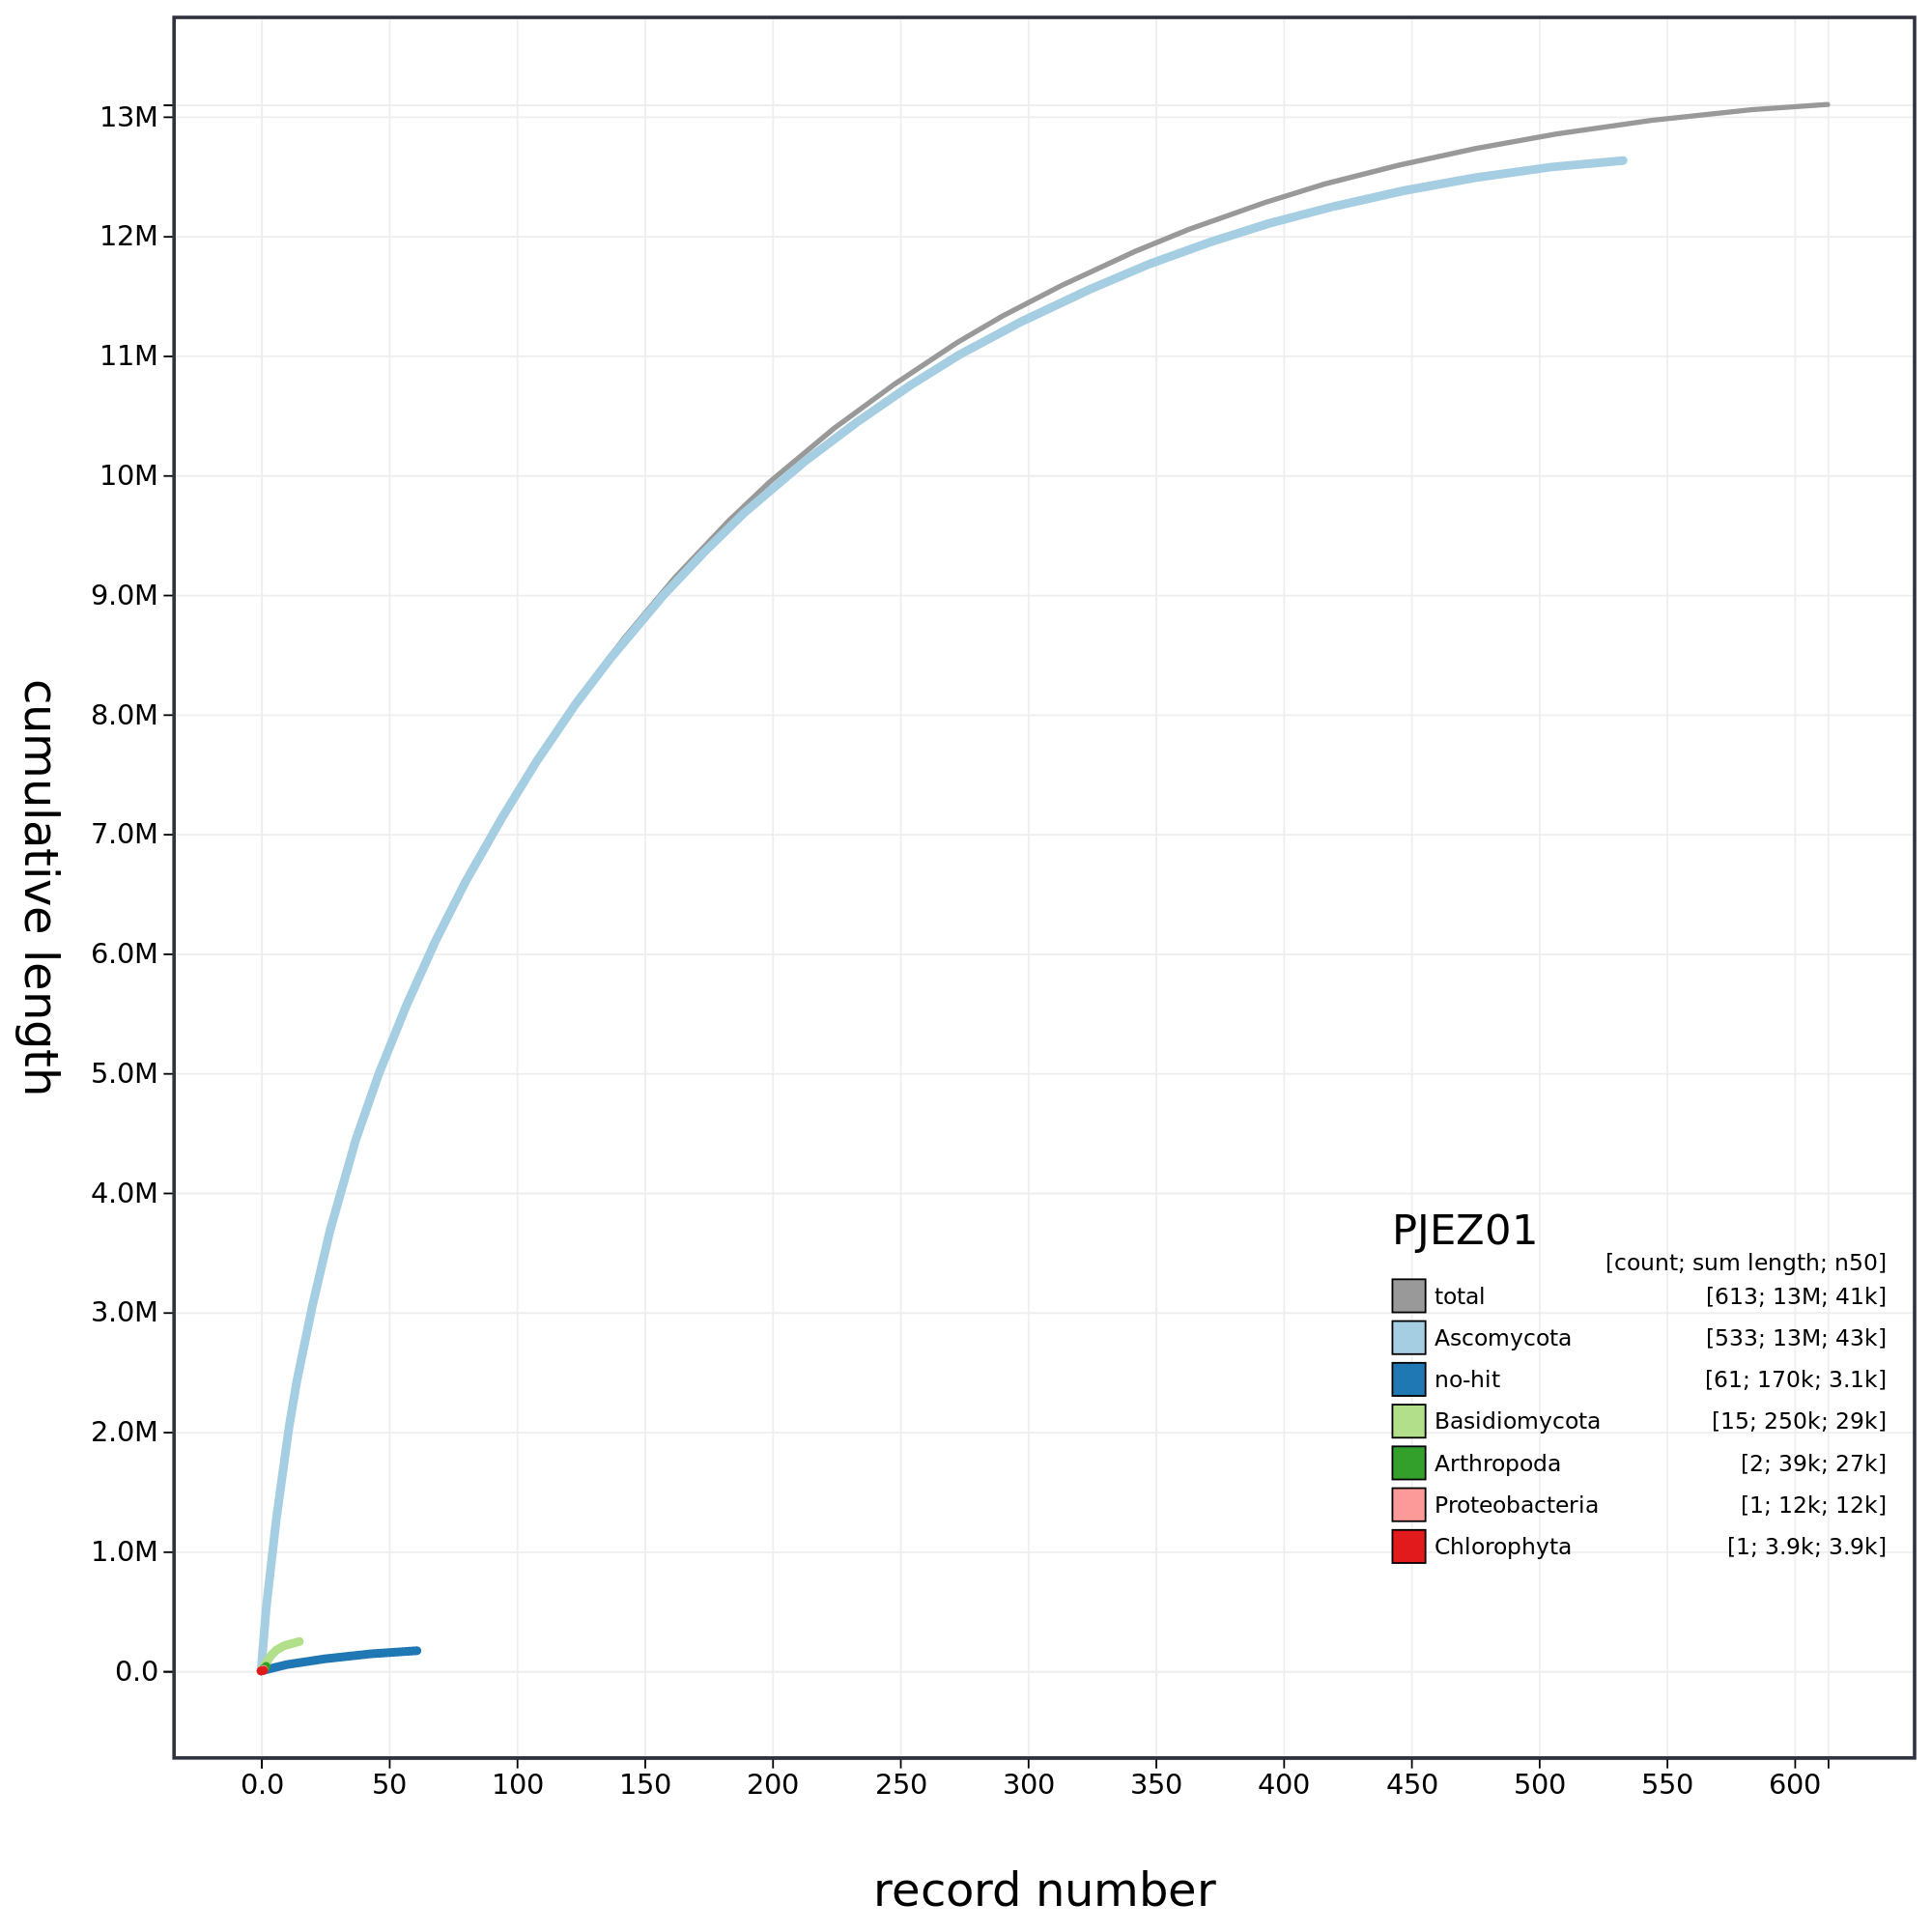 cumulative length
13M
12M
11M
10M
9.0M
8.0M
7.0M
6.0M
5.0M
4.0M
3.0M
2.0M
1.0M
0.0
PJEZ01
[count; sum length; n50]
total [613; 13M; 41k]
Ascomycota [533; 13M; 43k]
no-hit [61; 170k; 3.1k]
Basidiomycota [15; 250k; 29k]
Arthropoda [2; 39k; 27k]
Proteobacteria [1; 12k; 12k]
Chlorophyta [1; 3.9k; 3.9k]
0.0 50 100 150 200 250 300 350 400 450 500 550 600
record number